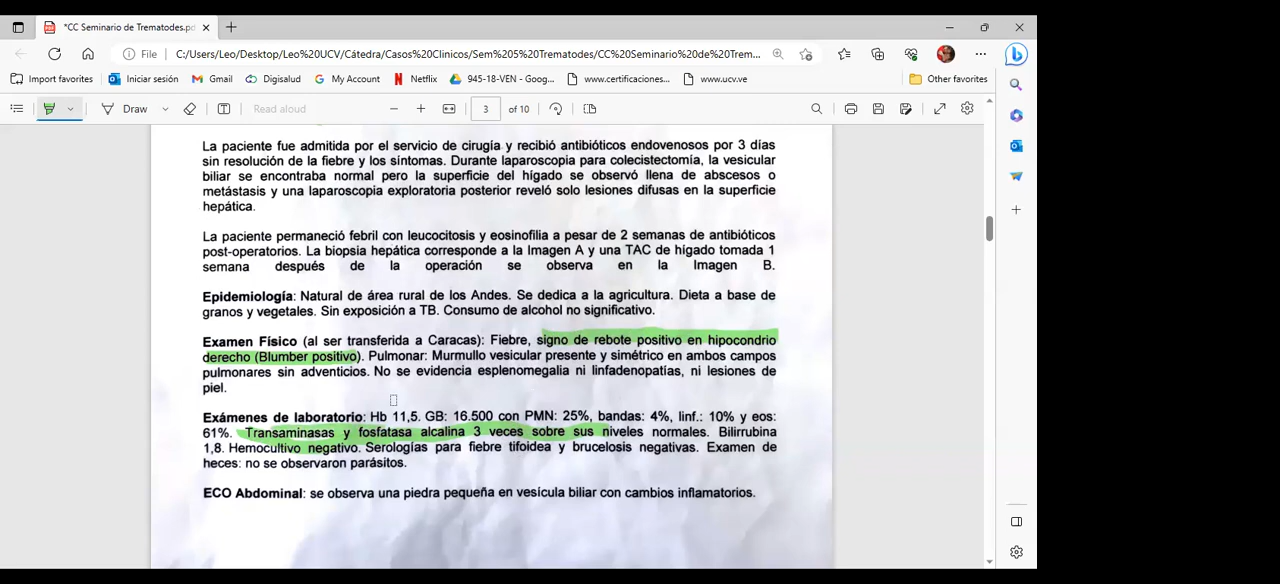 *CC Seminario de Trematodes.pd
File C:/Users/Leo/Desktop/Leo%20UCV/Cátedra/Casos%20Clinicos/Sem%205%20Trematodes/CC%20Seminario%20de%20Trem...
Import favorites Iniciar sesión Gmail Digisalud My Account Netflix 945-18-VEN - Goog... www.certificaciones... www.ucv.ve Other favorites
Draw Read aloud 3 of 10
La paciente fue admitida por el servicio de cirugía y recibió antibióticos endovenosos por 3 días
sin resolución de la fiebre y los síntomas. Durante laparoscopia para colecistectomía, la vesicular
biliar se encontraba normal pero la superficie del hígado se observó llena de abscesos o
metástasis y una laparoscopia exploratoria posterior reveló solo lesiones difusas en la superficie
hepática.
La paciente permaneció febril con leucocitosis y eosinofilia a pesar de 2 semanas de antibióticos
post-operatorios. La biopsia hepática corresponde a la Imagen A y una TAC de hígado tomada 1
semana después de la operación se observa en la Imagen B.
Epidemiología: Natural de área rural de los Andes. Se dedica a la agricultura. Dieta a base de
granos y vegetales. Sin exposición a TB. Consumo de alcohol no significativo.
Examen Físico (al ser transferida a Caracas): Fiebre, signo de rebote positivo en hipocondrio
derecho (Blumber positivo). Pulmonar: Murmullo vesicular presente y simétrico en ambos campos
pulmonares sin adventicios. No se evidencia esplenomegalia ni linfadenopatías, ni lesiones de
piel.
Exámenes de laboratorio: Hb 11,5. GB: 16.500 con PMN: 25%, bandas: 4%, linf.: 10% y eos:
61%. Transaminasas y fosfatasa alcalina 3 veces sobre sus niveles normales. Bilirrubina
1,8. Hemocultivo negativo. Serologías para fiebre tifoidea y brucelosis negativas. Examen de
heces: no se observaron parásitos.
ECO Abdominal: se observa una piedra pequeña en vesícula biliar con cambios inflamatorios.